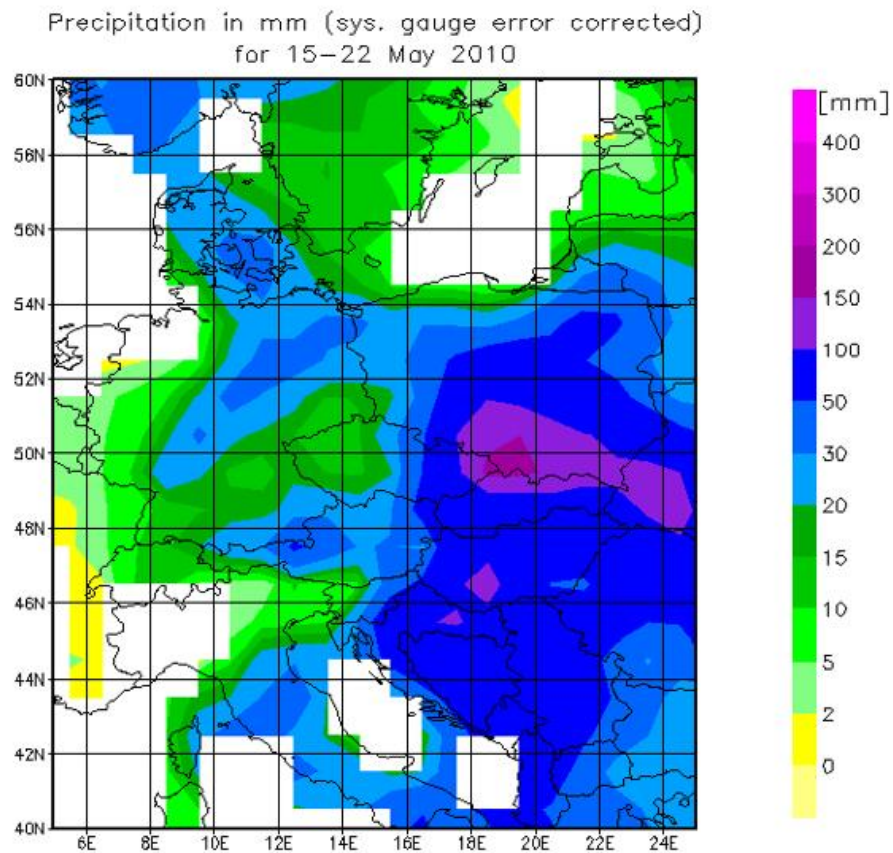 Precipitation in mm (sys. gauge error corrected)
for 15-22 May 2010
60N
56N
56N
54N
52N
50N
48N
46N
44N
42N
40N
6E 8E 10E 12E 14E 16E 18E 20E 22E 24E
[mm]
400
300
200
150
100
50
30
20
15
10
5
2
0